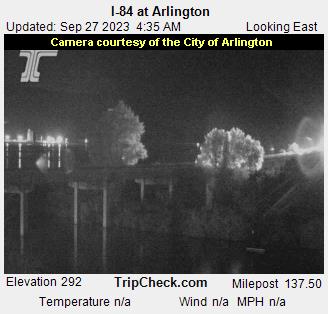 I-84 at Arlington
Updated: Sep 27 2023 4:35 AM Looking East
Camera courtesy of the City of Arlington
Elevation 292 TripCheck.com Milepost 137.50
Temperature n/a Wind n/a MPH n/a